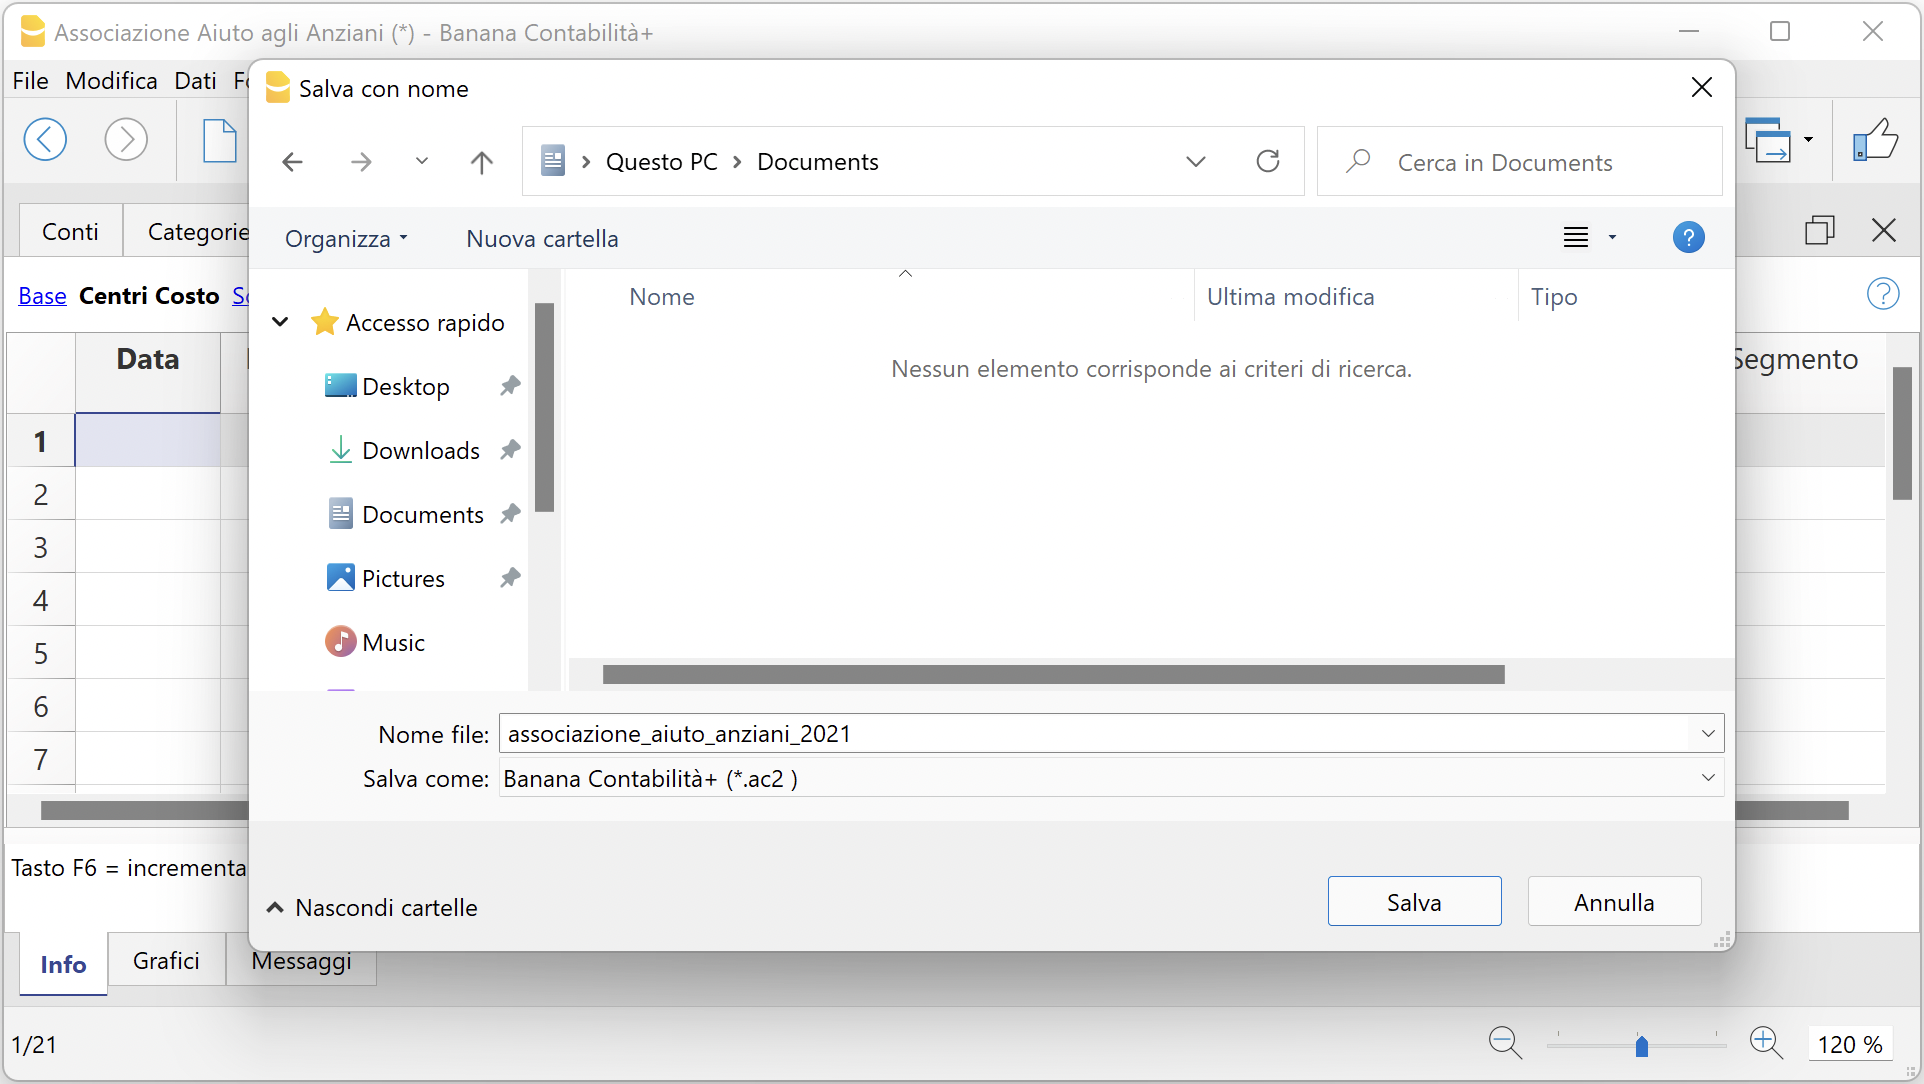 Associazione Aiuto agli Anziani (*) - Banana Contabilità+
File Modifica Dati
Salva con nome
Questo PC Documents
Cerca in Documents
Conti Categorie
Organizza Nuova cartella
Base Centri Costo
Nome Ultima modifica Tipo
Accesso rapido
Data Segmento
Nessun elemento corrisponde ai criteri di ricerca.
Desktop
1
Downloads
2
Documents
3
Pictures
4
Music
5
6
7
Nome file: associazione_aiuto_anziani_2021
Salva come: Banana Contabilità+ (*.ac2 )
Tasto F6 = incrementa
Nascondi cartelle
Salva Annulla
Info Grafici Messaggi
1/21
120 %